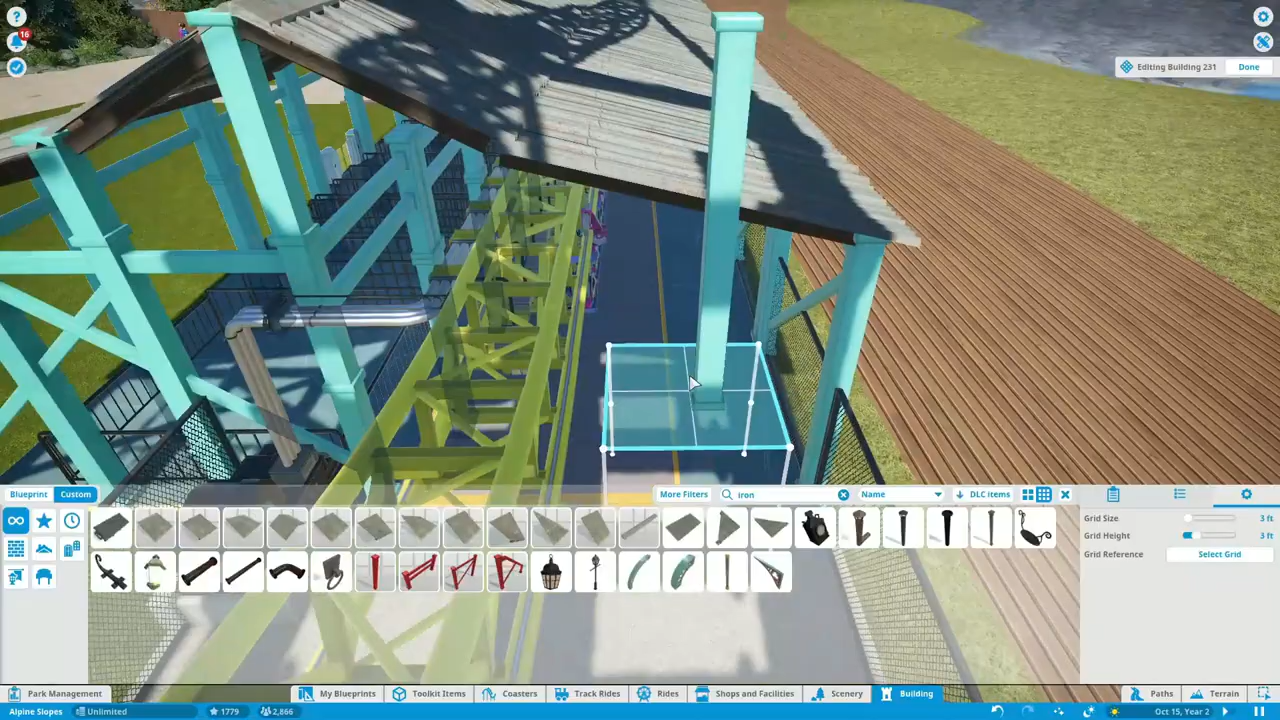 16
Editing Building 231 Done
Blueprint Custom More Filters iron Name DLC items
Grid Size 3 ft
Grid Height 3 ft
Grid Reference Select Grid
Park Management My Blueprints Toolkit Items Coasters Track Rides Rides Shops and Facilities Scenery Building Paths Terrain
Alpine Slopes Unlimited 1779 2,866 Oct 15, Year 2